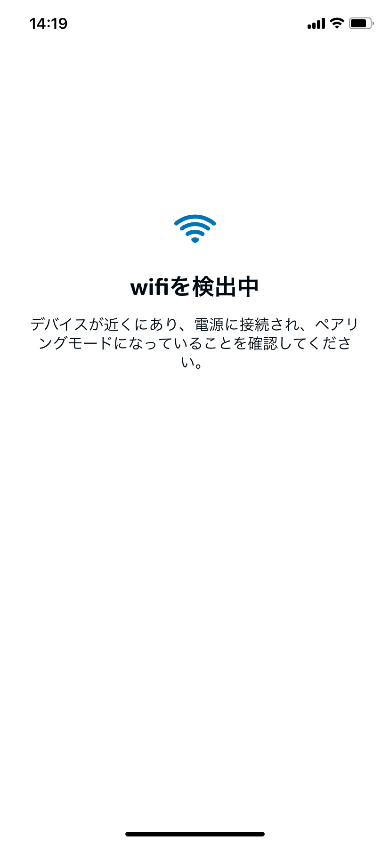 14:19
wifiを検出中
デバイスが近くにあり、電源に接続され、ペアリ
ングモードになっていることを確認してくださ
い。